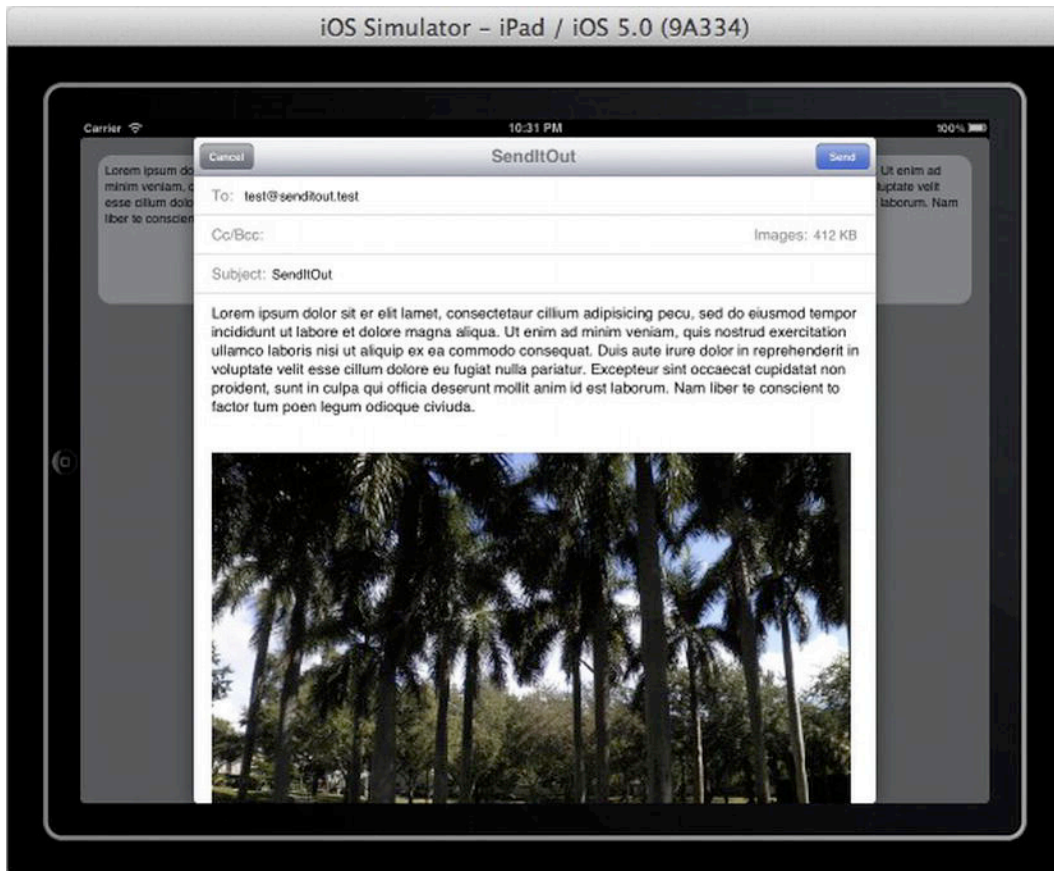 iOS Simulator – iPad / iOS 5.0 (9A334)
Carrier 10:31 PM 100%
Cancel SendItOut Send
Lorem ipsum do
minim veniam, c
esse cillum dolo
liber te conscien
. Ut enim ad
luptate velit
laborum. Nam
To: test@senditout.test
Cc/Bcc: Images: 412 KB
Subject: SendItOut
Lorem ipsum dolor sit er elit lamet, consectetaur cillium adipisicing pecu, sed do eiusmod tempor
incididunt ut labore et dolore magna aliqua. Ut enim ad minim veniam, quis nostrud exercitation
ullamco laboris nisi ut aliquip ex ea commodo consequat. Duis aute irure dolor in reprehenderit in
voluptate velit esse cillum dolore eu fugiat nulla pariatur. Excepteur sint occaecat cupidatat non
proident, sunt in culpa qui officia deserunt mollit anim id est laborum. Nam liber te conscient to
factor tum poen legum odioque civiuda.